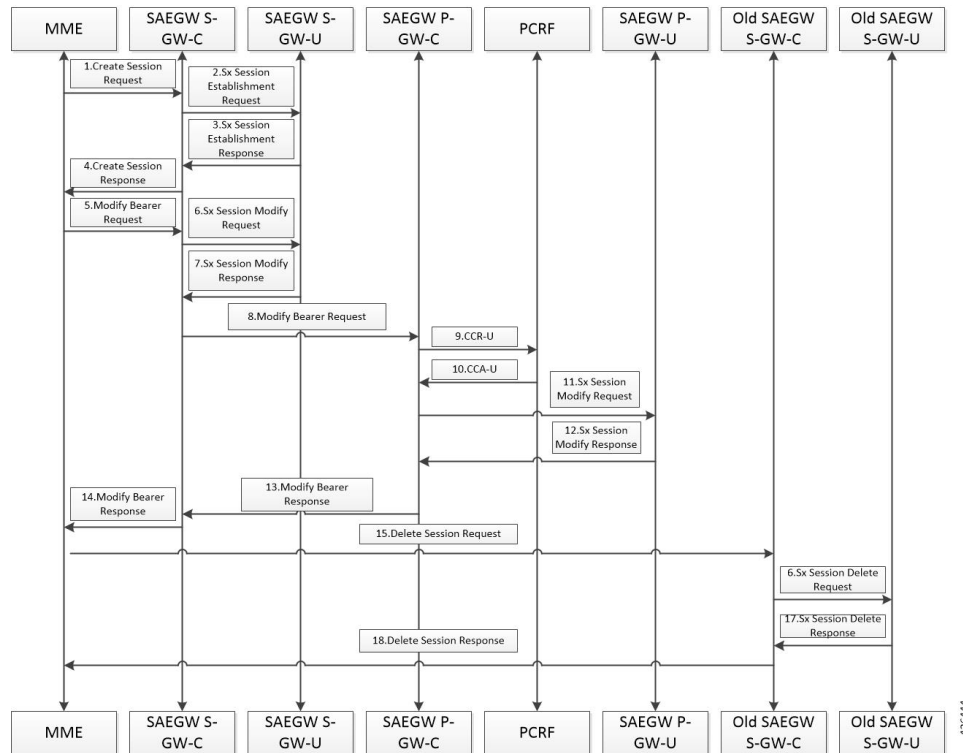 MME
SAEGW S-
GW-C
SAEGW S-
GW-U
SAEGW P-
GW-C
PCRF
SAEGW P-
GW-U
Old SAEGW
S-GW-C
Old SAEGW
S-GW-U
1.Create Session
Request
2.Sx Session
Establishment
Request
3.Sx Session
Establishment
Response
4.Create Session
Response
5.Modify Bearer
Request
6.Sx Session Modify
Request
7.Sx Session Modify
Response
8.Modify Bearer Request
9.CCR-U
10.CCA-U
11.Sx Session
Modify Request
12.Sx Session
Modify Response
13.Modify Bearer
Response
14.Modify Bearer
Response
15.Delete Session Request
6.Sx Session Delete
Request
17.Sx Session Delete
Response
18.Delete Session Response
MME
SAEGW S-
GW-C
SAEGW S-
GW-U
SAEGW P-
GW-C
PCRF
SAEGW P-
GW-U
Old SAEGW
S-GW-C
Old SAEGW
S-GW-U